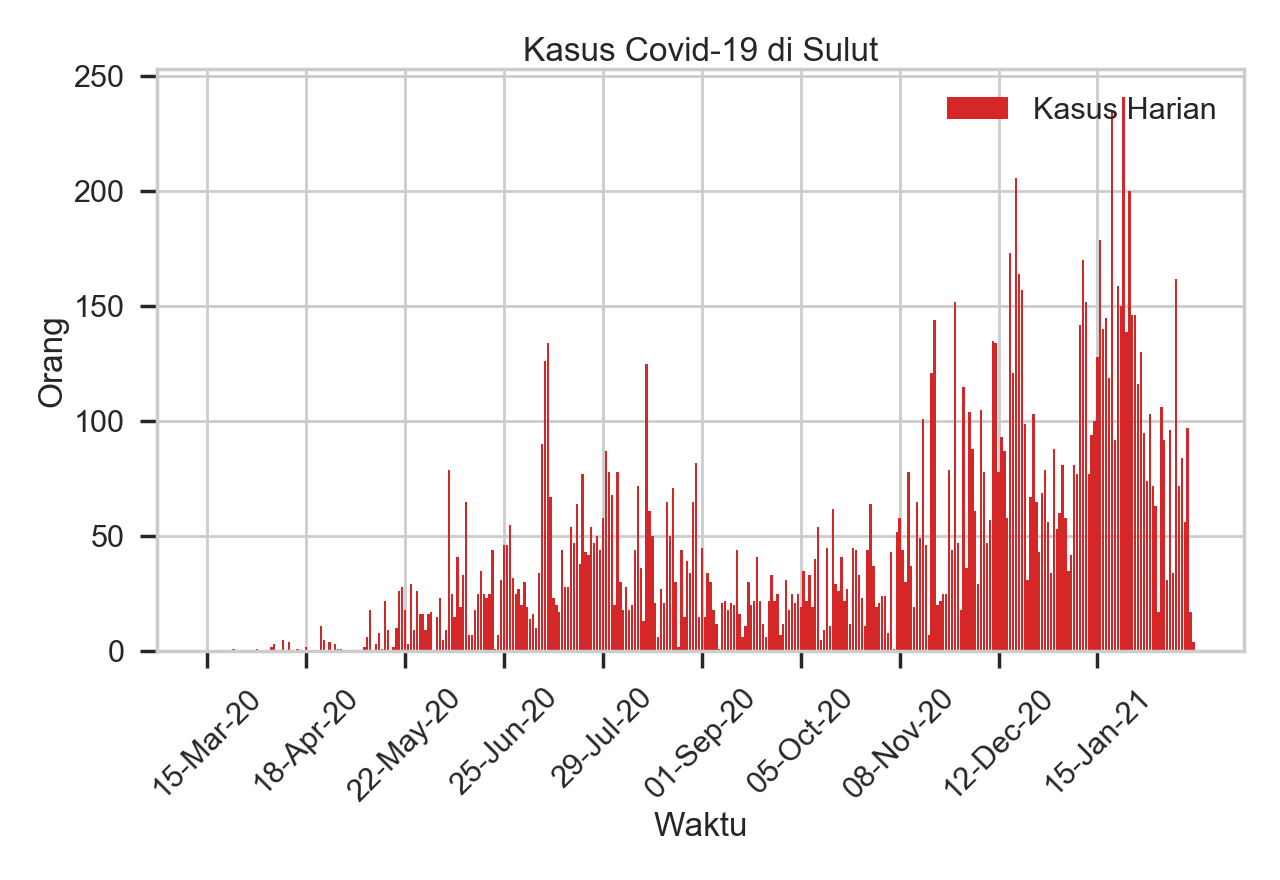 Kasus Covid-19 di Sulut
Kasus Harian
250
200
150
100
50
0
Orang
15-Mar-20
18-Apr-20
22-May-20
25-Jun-20
29-Jul-20
01-Sep-20
05-Oct-20
08-Nov-20
12-Dec-20
15-Jan-21
Waktu